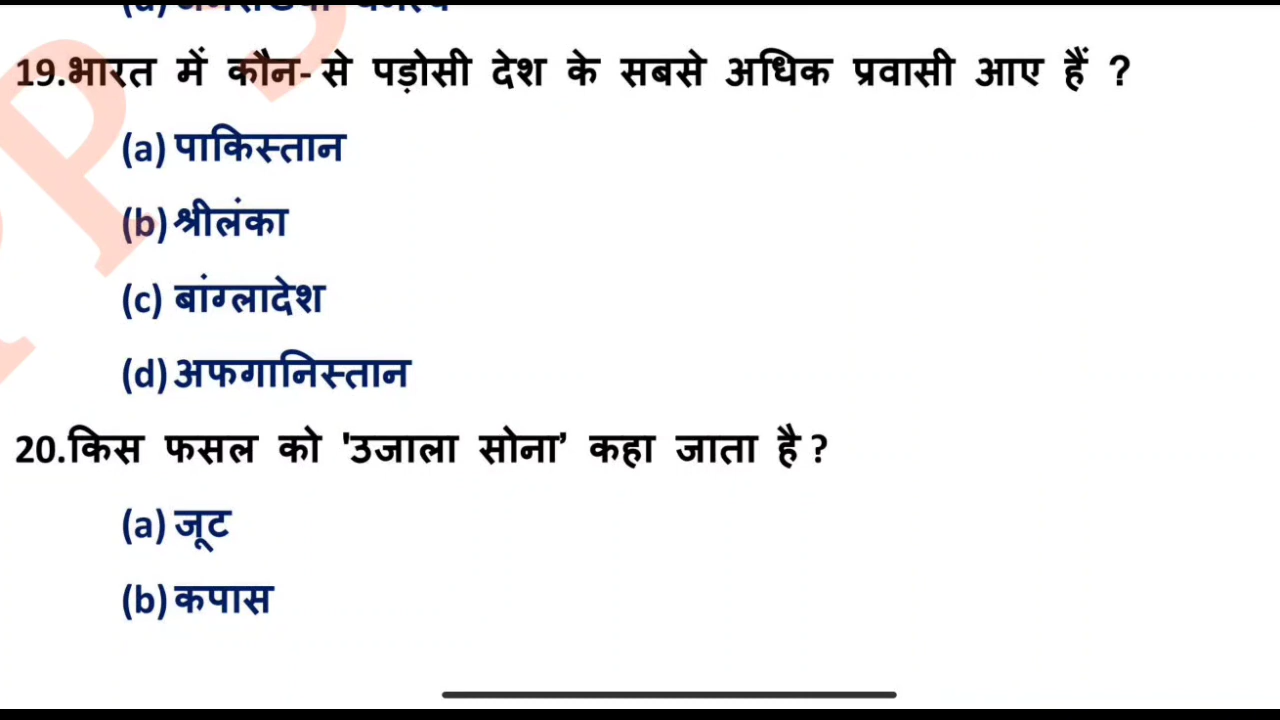 19.भारत में कौन- से पड़ोसी देश के सबसे अधिक प्रवासी आए हैं ?
(a) पाकिस्तान
(b) श्रीलंका
(c) बांग्लादेश
(d) अफगानिस्तान
20.किस फसल को 'उजाला सोना’ कहा जाता है ?
(a) जूट
(b) कपास